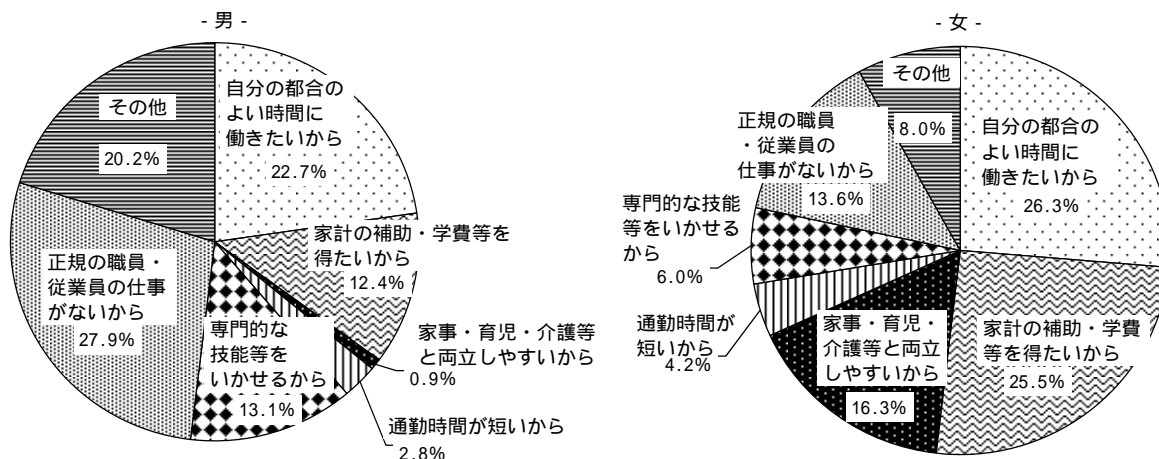 - 男 -
自分の都合の
よい時間に
働きたいから
22.7%
家計の補助・学費等を
得たいから
12.4%
家事・育児・介護等
と両立しやすいから
0.9%
通勤時間が短いから
2.8%
専門的な
技能等を
いかせるから
13.1%
正規の職員・
従業員の仕事
がないから
27.9%
その他
20.2%
- 女 -
自分の都合の
よい時間に
働きたいから
26.3%
家計の補助・学費
等を得たいから
25.5%
家事・育児・
介護等と両立
しやすいから
16.3%
通勤時間が
短いから
4.2%
専門的な技能
等をいかせる
から
6.0%
正規の職員
・従業員の
仕事がないから
13.6%
その他
8.0%